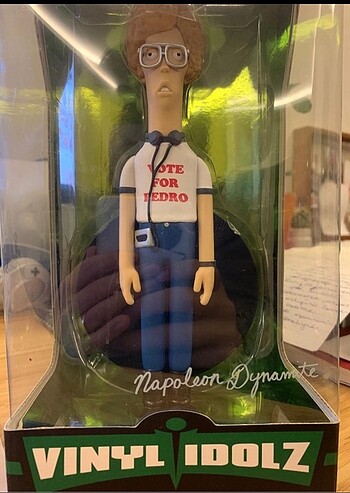 VOTE
FOR
PEDRO
Napoleon Dynamite
VINYL IDOLZ